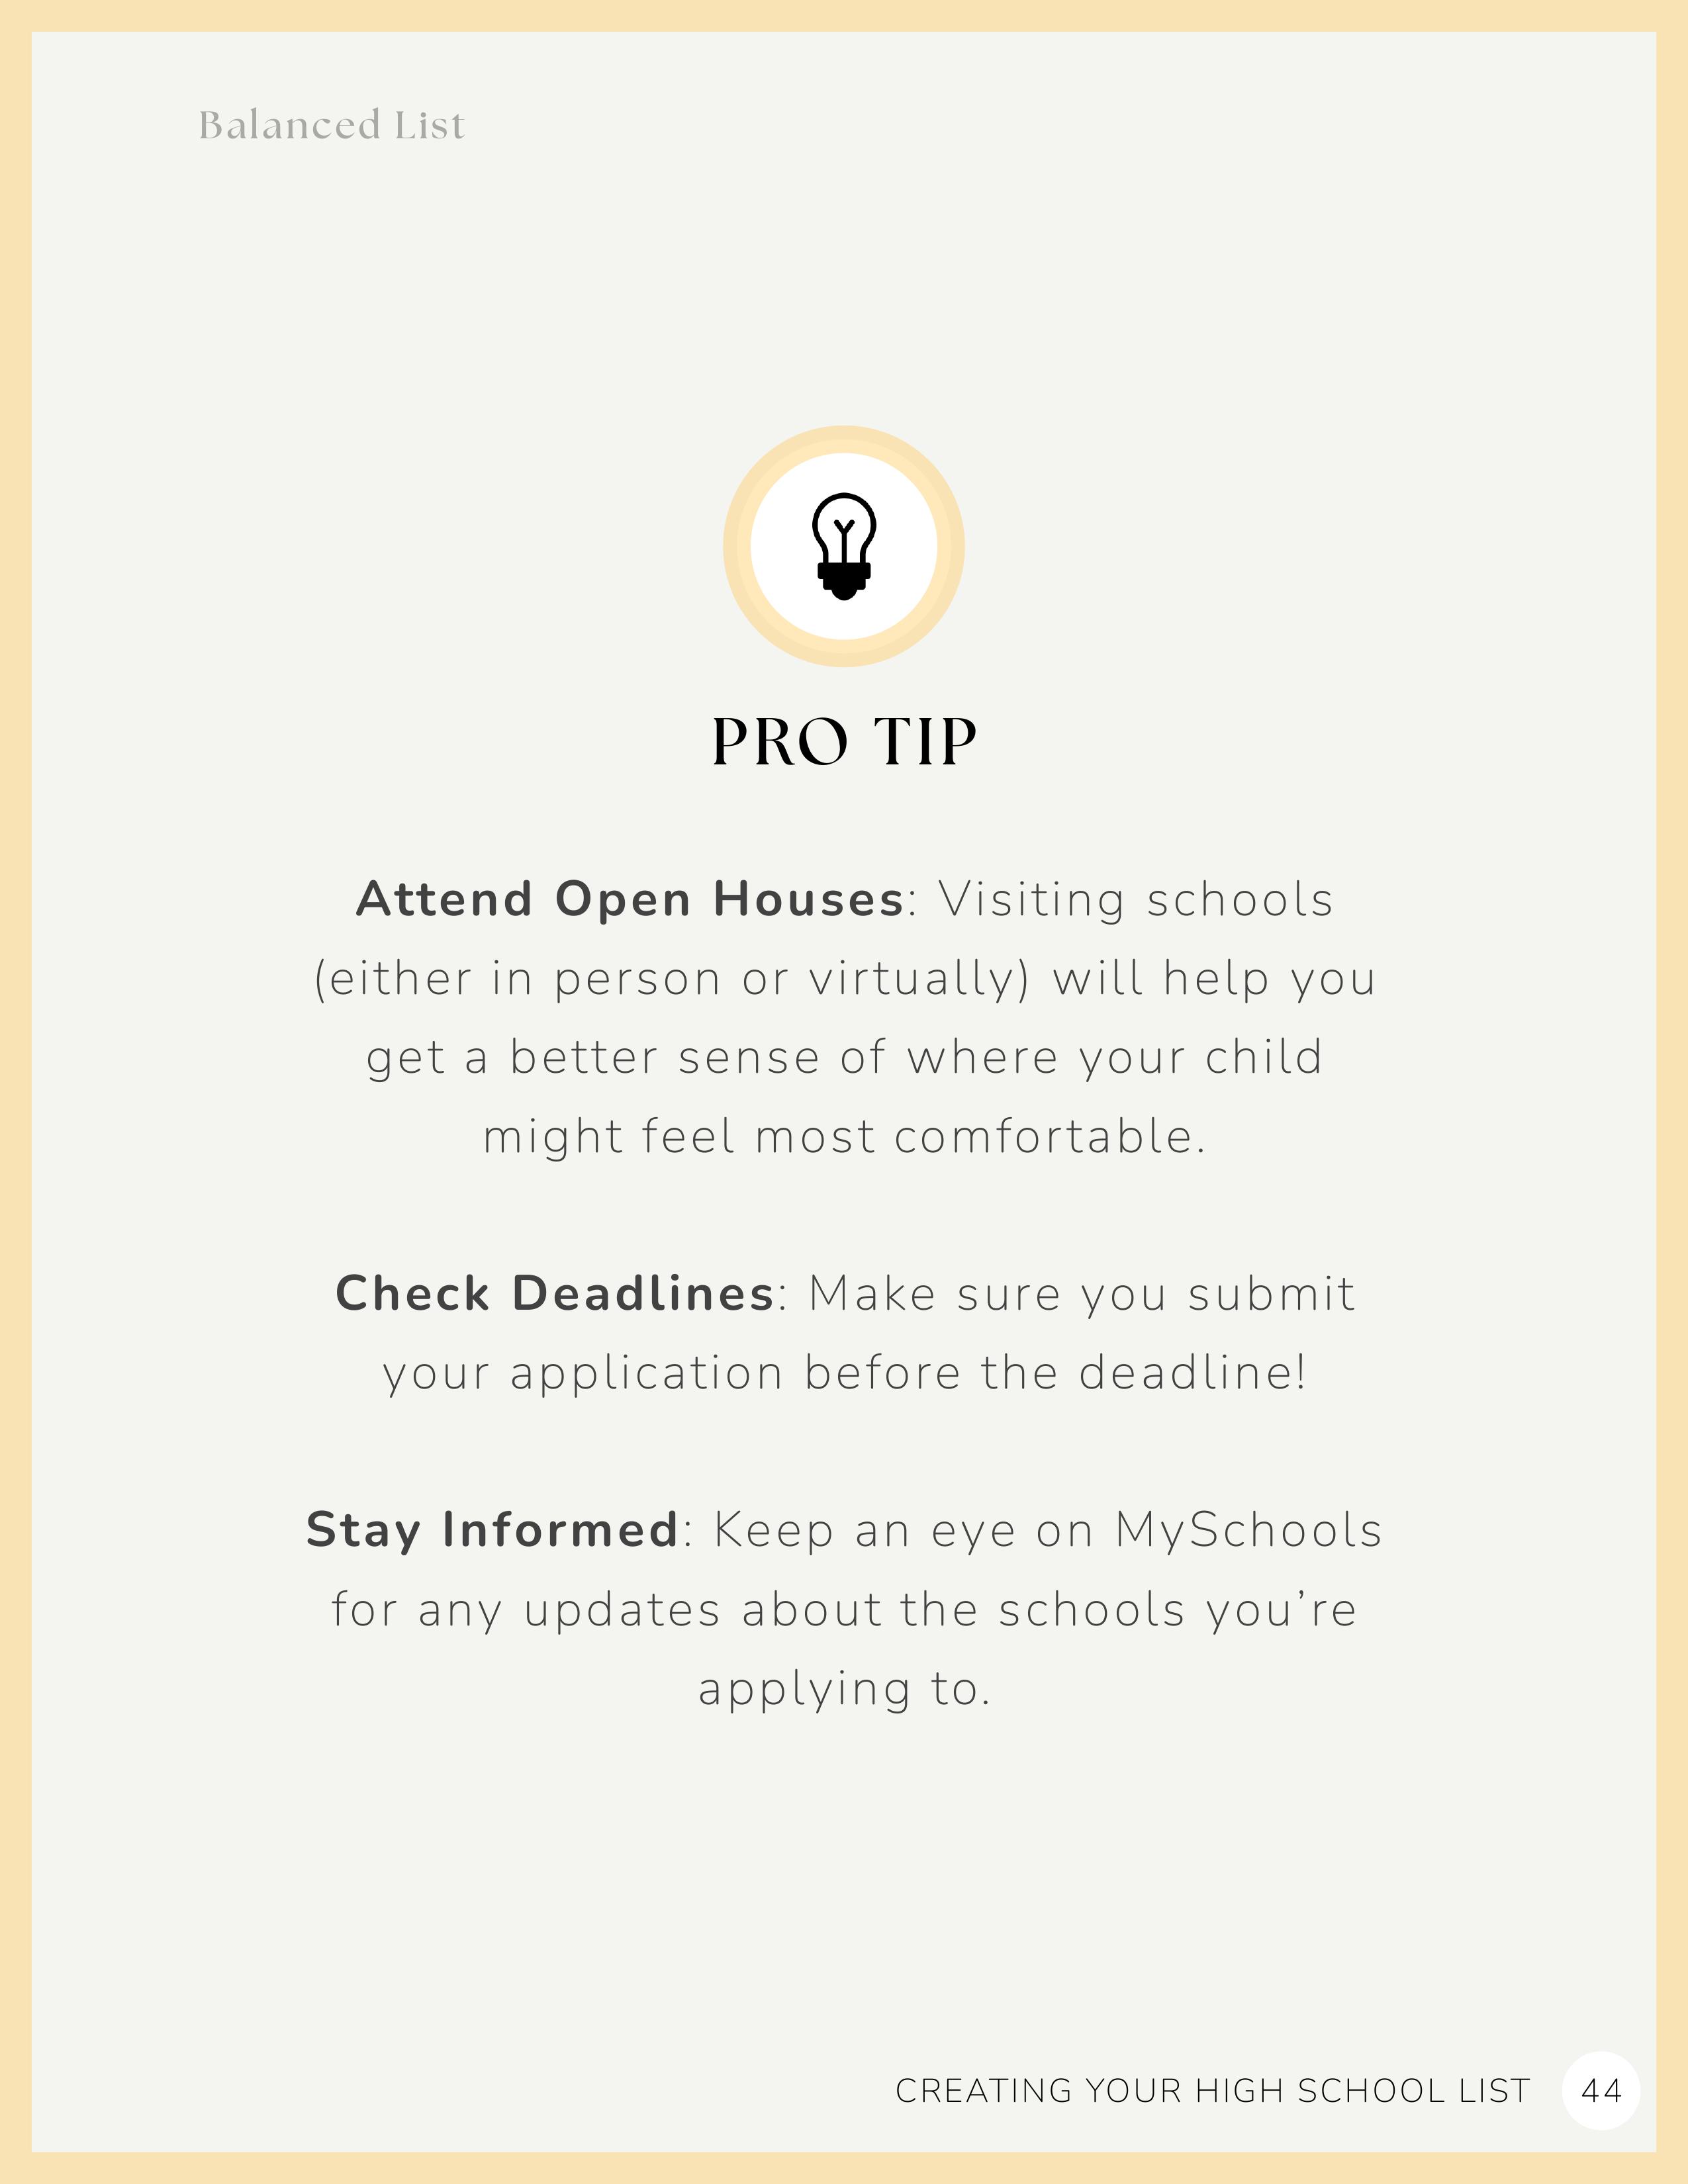 Balanced List
PRO TIP
Attend Open Houses: Visiting schools
(either in person or virtually) will help you
get a better sense of where your child
might feel most comfortable.
Check Deadlines: Make sure you submit
your application before the deadline!
Stay Informed: Keep an eye on MySchools
for any updates about the schools you’re
applying to.
CREATING YOUR HIGH SCHOOL LIST 44